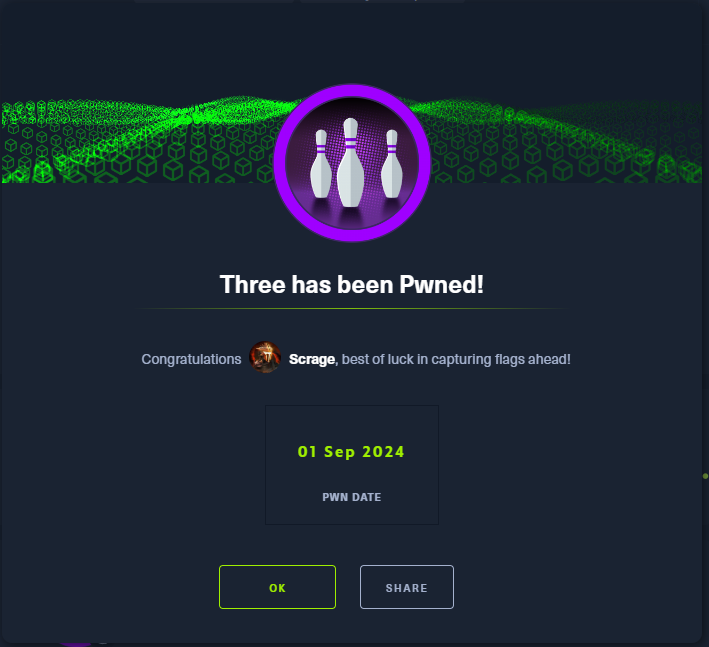 Three has been Pwned!
Congratulations Scrage, best of luck in capturing flags ahead!
01 Sep 2024
PWN DATE
OK SHARE